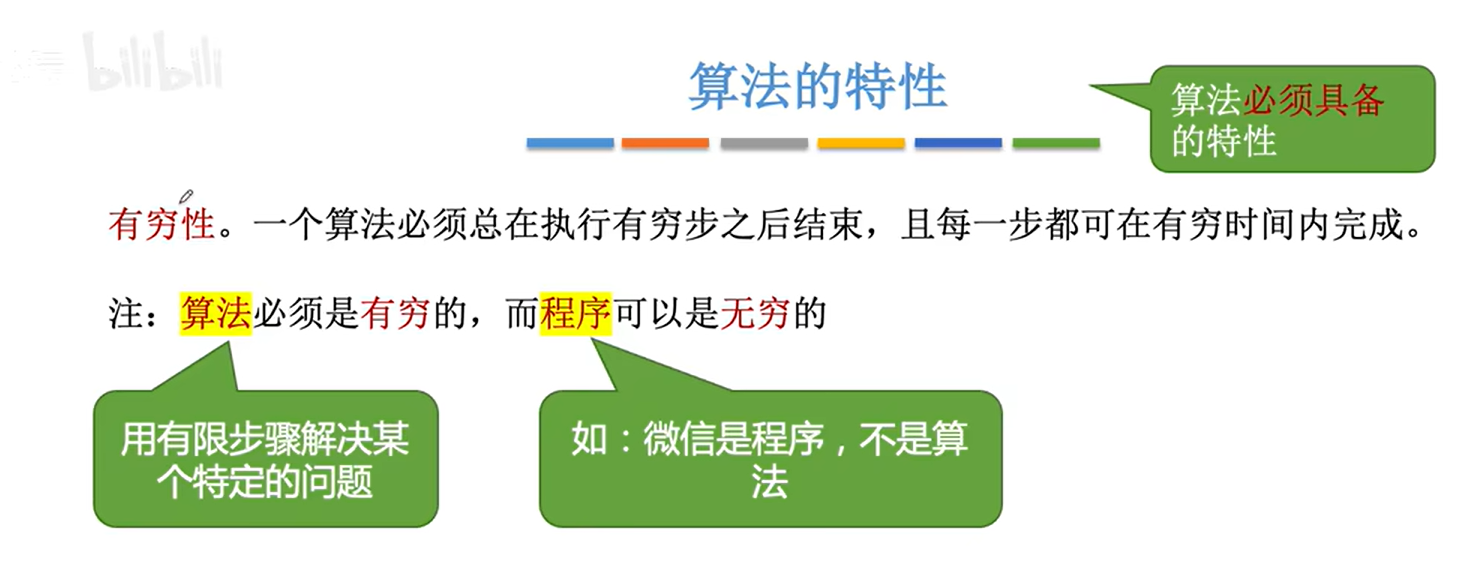 bilibili
算法的特性
算法必须具备
的特性
有穷性。一个算法必须总在执行有穷步之后结束，且每一步都可在有穷时间内完成。
注：算法必须是有穷的，而程序可以是无穷的
用有限步骤解决某
个特定的问题
如：微信是程序，不是算
法